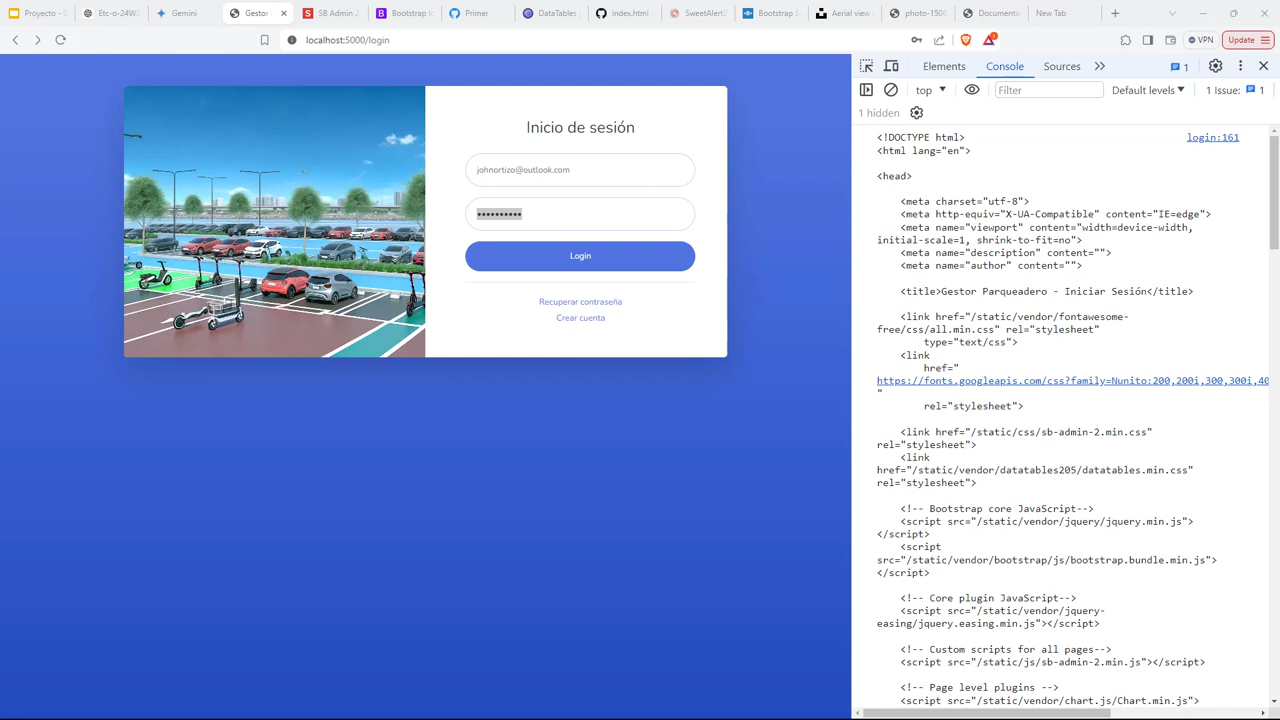 Proyecto - G
Etc-o-24W2
Gemini
Gestor
SB Admin 2
Bootstrap Ic
Primer
DataTables |
index.html
SweetAlert2
Bootstrap S
Aerial view
photo-1506
Documentic
New Tab
localhost:5000/login
VPN
Update
Elements
Console
Sources
1
top
Filter
Default levels
1 Issue:
1
1 hidden
Inicio de sesión
johnortizo@outlook.com
••••••••••
Login
Recuperar contraseña
Crear cuenta
<!DOCTYPE html>
login:161
<html lang="en">
<head>
<meta charset="utf-8">
<meta http-equiv="X-UA-Compatible" content="IE=edge">
<meta name="viewport" content="width=device-width,
initial-scale=1, shrink-to-fit=no">
<meta name="description" content="">
<meta name="author" content="">
<title>Gestor Parqueadero - Iniciar Sesión</title>
<link href="/static/vendor/fontawesome-
free/css/all.min.css" rel="stylesheet"
type="text/css">
<link
href="
https://fonts.googleapis.com/css?family=Nunito:200,200i,300,300i,40
"
rel="stylesheet">
<link href="/static/css/sb-admin-2.min.css"
rel="stylesheet">
<link
href="/static/vendor/datatables205/datatables.min.css"
rel="stylesheet">
<!-- Bootstrap core JavaScript-->
<script src="/static/vendor/jquery/jquery.min.js">
</script>
<script
src="/static/vendor/bootstrap/js/bootstrap.bundle.min.js">
</script>
<!-- Core plugin JavaScript-->
<script src="/static/vendor/jquery-
easing/jquery.easing.min.js"></script>
<!-- Custom scripts for all pages-->
<script src="/static/js/sb-admin-2.min.js"></script>
<!-- Page level plugins -->
<script src="/static/vendor/chart.js/Chart.min.js">